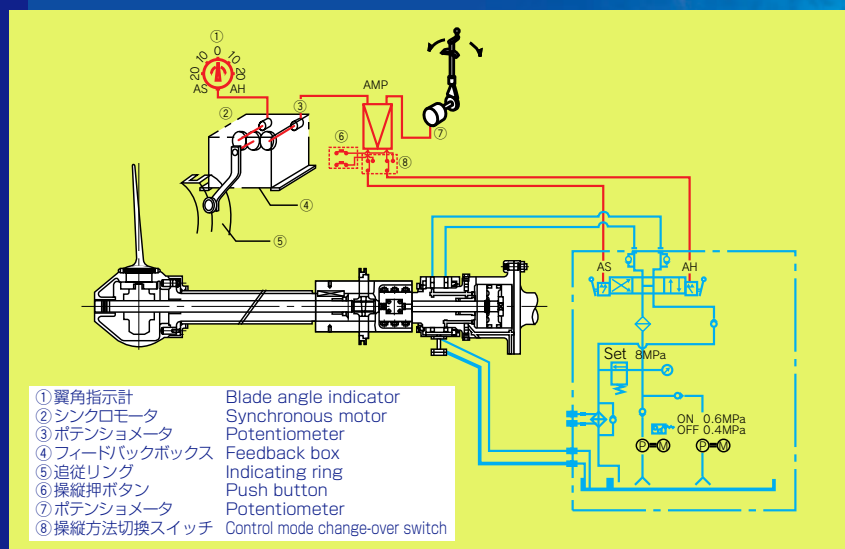 ①
20 10 0 10 20
AS AH
②
③
AMP
⑦
⑥
⑧
④
⑤
AS
AH
Set 8MPa
ON 0.6MPa
OFF 0.4MPa
P M P M
①翼角指示計 Blade angle indicator
②シンクロモータ Synchronous motor
③ポテンショメータ Potentiometer
④フィードバックボックス Feedback box
⑤追従リング Indicating ring
⑥操縦押ボタン Push button
⑦ポテンショメータ Potentiometer
⑧操縦方法切換スイッチ Control mode change-over switch